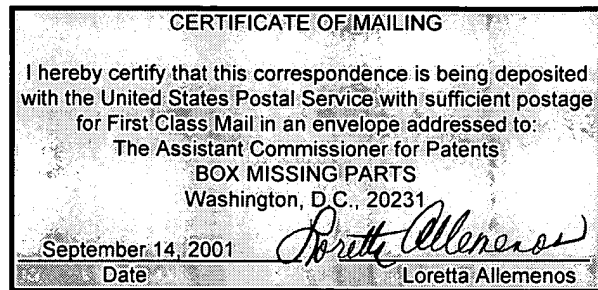 CERTIFICATE OF MAILING
I hereby certify that this correspondence is being deposited
with the United States Postal Service with sufficient postage
for First Class Mail in an envelope addressed to:
The Assistant Commissioner for Patents
BOX MISSING PARTS
Washington, D.C., 20231
September 14, 2001 Loretta Allemenos
Date Loretta Allemenos